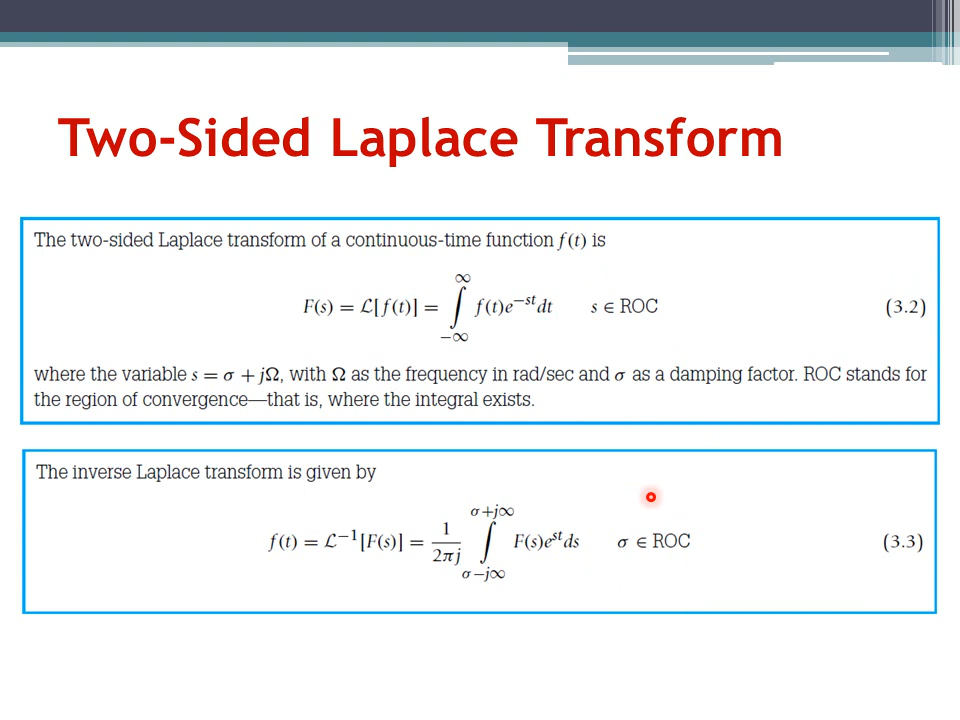 Two-Sided Laplace Transform
The two-sided Laplace transform of a continuous-time function f(t) is
F(s) = ℒ[f(t)] = ∫_{−∞}^{∞} f(t)e^{−st}dt   s ∈ ROC   (3.2)
where the variable s = σ + jΩ, with Ω as the frequency in rad/sec and σ as a damping factor. ROC stands for
the region of convergence—that is, where the integral exists.
The inverse Laplace transform is given by
f(t) = ℒ^{−1}[F(s)] = \frac{1}{2πj} ∫_{σ−j∞}^{σ+j∞} F(s)e^{st}ds   σ ∈ ROC   (3.3)